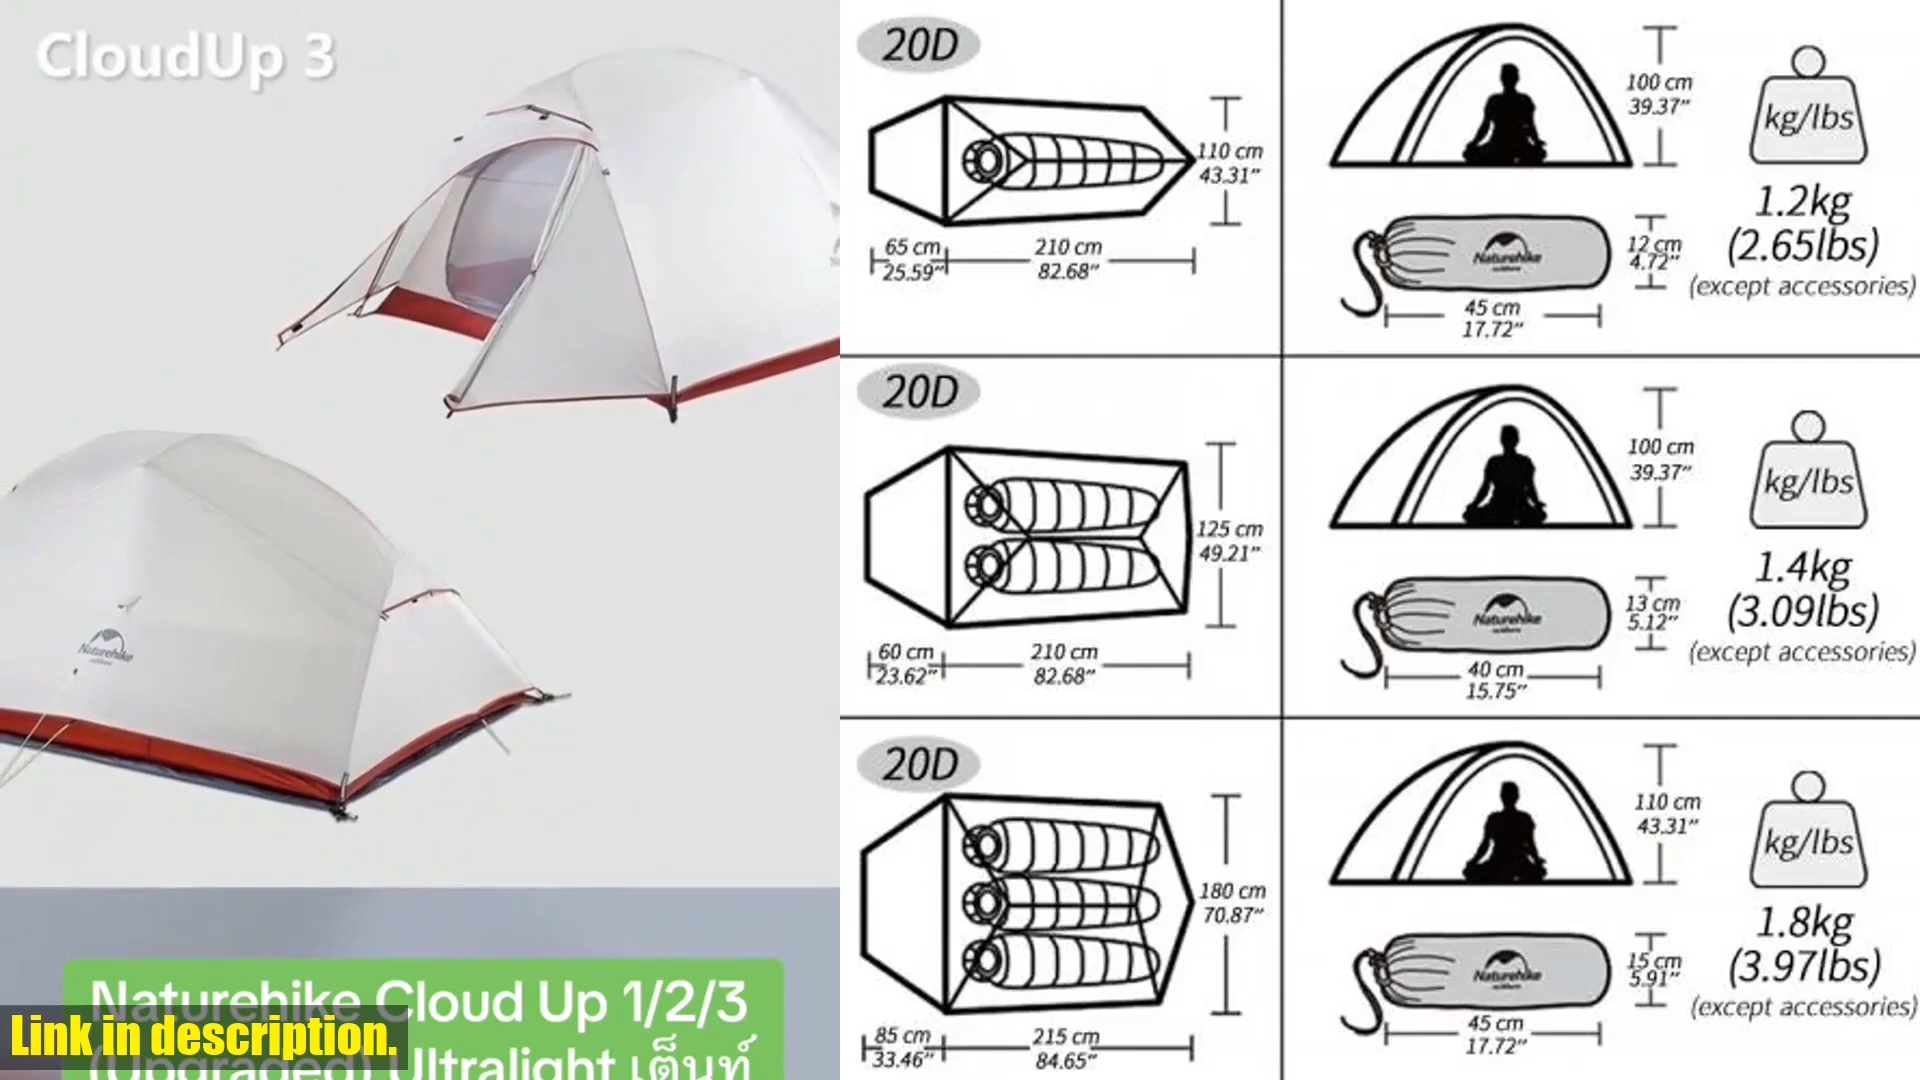 CloudUp 3
Naturehike
Naturehike Cloud Up 1/2/3
(Upgraded) Ultralight เต็นท์
Link in description.
20D
110 cm
43.31"
65 cm
25.59"
210 cm
82.68"
100 cm
39.37"
kg/lbs
1.2kg
(2.65lbs)
(except accessories)
Naturehike
12 cm
4.72"
45 cm
17.72"
20D
125 cm
49.21"
60 cm
23.62"
210 cm
82.68"
100 cm
39.37"
kg/lbs
1.4kg
(3.09lbs)
(except accessories)
Naturehike
13 cm
5.12"
40 cm
15.75"
20D
180 cm
70.87"
85 cm
33.46"
215 cm
84.65"
110 cm
43.31"
kg/lbs
1.8kg
(3.97lbs)
(except accessories)
Naturehike
15 cm
5.91"
45 cm
17.72"